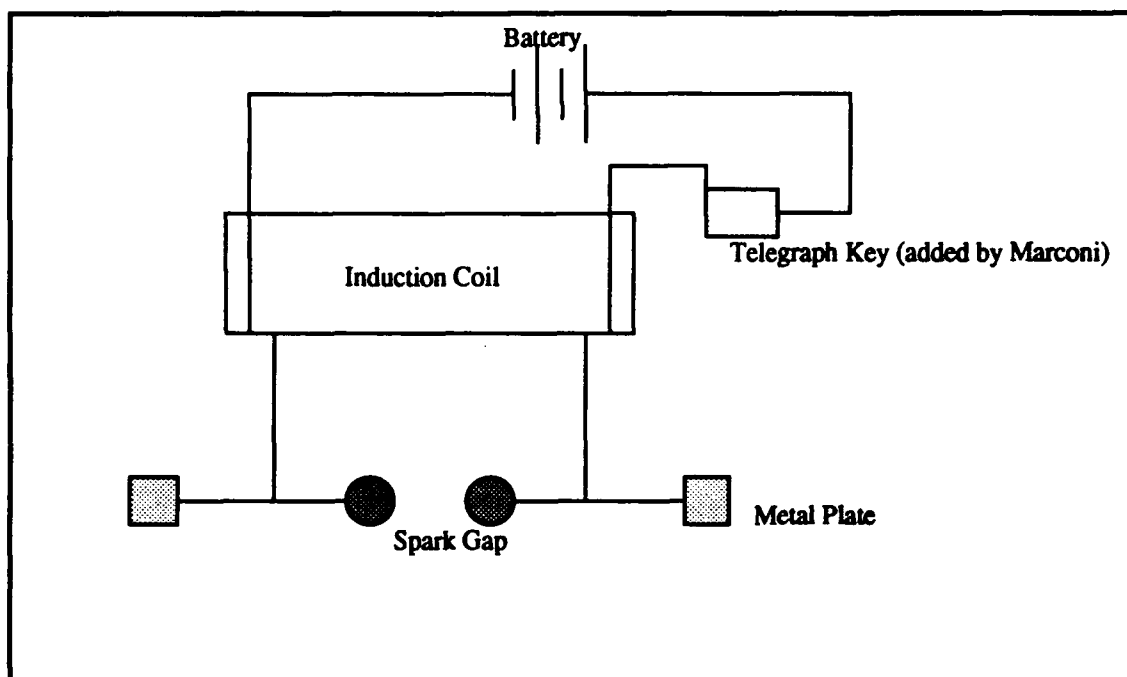 Battery
Telegraph Key (added by Marconi)
Induction Coil
Spark Gap
Metal Plate